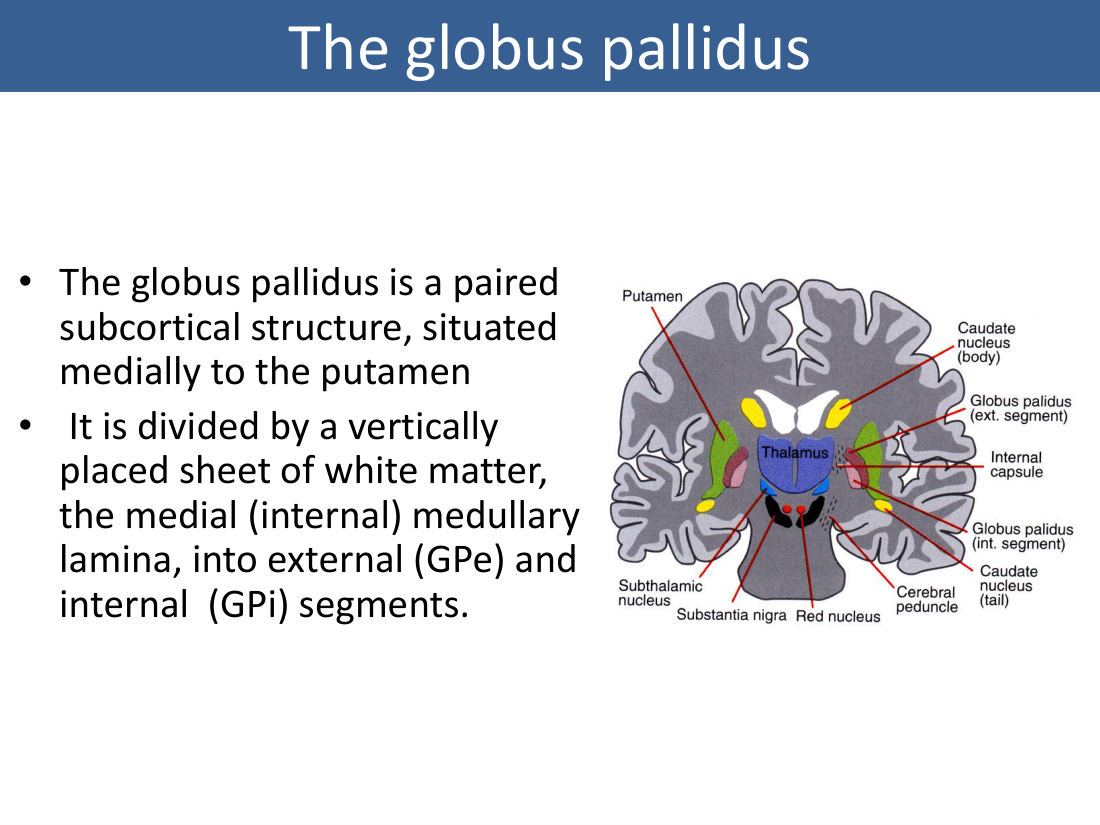 The globus pallidus
• The globus pallidus is a paired
subcortical structure, situated
medially to the putamen
• It is divided by a vertically
placed sheet of white matter,
the medial (internal) medullary
lamina, into external (GPe) and
internal (GPi) segments.
Putamen
Caudate
nucleus
(body)
Globus palidus
(ext. segment)
Thalamus
Internal
capsule
Globus palidus
(int. segment)
Caudate
nucleus
(tail)
Cerebral
peduncle
Subthalamic
nucleus
Substantia nigra
Red nucleus